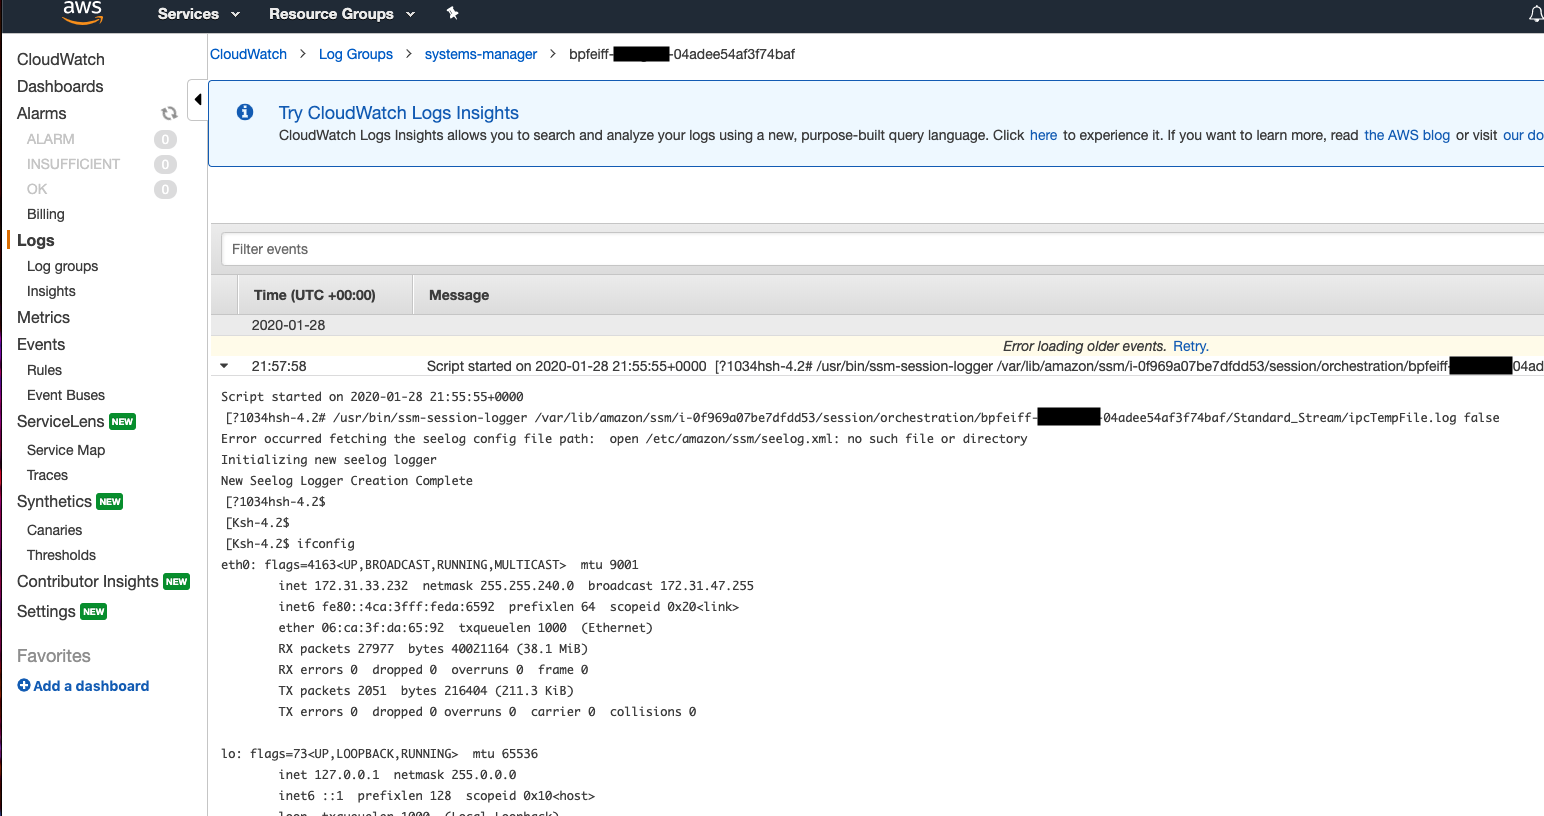 aws
Services
Resource Groups
CloudWatch
Dashboards
Alarms
ALARM 0
INSUFFICIENT 0
OK 0
Billing
Logs
Log groups
Insights
Metrics
Events
Rules
Event Buses
ServiceLens NEW
Service Map
Traces
Synthetics NEW
Canaries
Thresholds
Contributor Insights NEW
Settings NEW
Favorites
Add a dashboard
CloudWatch > Log Groups > systems-manager > bpfeiff- -04adee54af3f74baf
Try CloudWatch Logs Insights
CloudWatch Logs Insights allows you to search and analyze your logs using a new, purpose-built query language. Click here to experience it. If you want to learn more, read the AWS blog or visit our do
Filter events
Time (UTC +00:00) Message
2020-01-28
Error loading older events. Retry.
21:57:58 Script started on 2020-01-28 21:55:55+0000 [?1034hsh-4.2# /usr/bin/ssm-session-logger /var/lib/amazon/ssm/i-0f969a07be7dfdd53/session/orchestration/bpfeiff- 04ad
Script started on 2020-01-28 21:55:55+0000
[?1034hsh-4.2# /usr/bin/ssm-session-logger /var/lib/amazon/ssm/i-0f969a07be7dfdd53/session/orchestration/bpfeiff- -04adee54af3f74baf/Standard_Stream/ipcTempFile.log false
Error occurred fetching the seelog config file path:  open /etc/amazon/ssm/seelog.xml: no such file or directory
Initializing new seelog logger
New Seelog Logger Creation Complete
[?1034hsh-4.2$
[Ksh-4.2$
[Ksh-4.2$ ifconfig
eth0: flags=4163<UP,BROADCAST,RUNNING,MULTICAST>  mtu 9001
inet 172.31.33.232  netmask 255.255.240.0  broadcast 172.31.47.255
inet6 fe80::4ca:3fff:feda:6592  prefixlen 64  scopeid 0x20<link>
ether 06:ca:3f:da:65:92  txqueuelen 1000  (Ethernet)
RX packets 27977  bytes 40021164 (38.1 MiB)
RX errors 0  dropped 0  overruns 0  frame 0
TX packets 2051  bytes 216404 (211.3 KiB)
TX errors 0  dropped 0 overruns 0  carrier 0  collisions 0
lo: flags=73<UP,LOOPBACK,RUNNING>  mtu 65536
inet 127.0.0.1  netmask 255.0.0.0
inet6 ::1  prefixlen 128  scopeid 0x10<host>
loop  txqueuelen 1000  (Local Loopback)